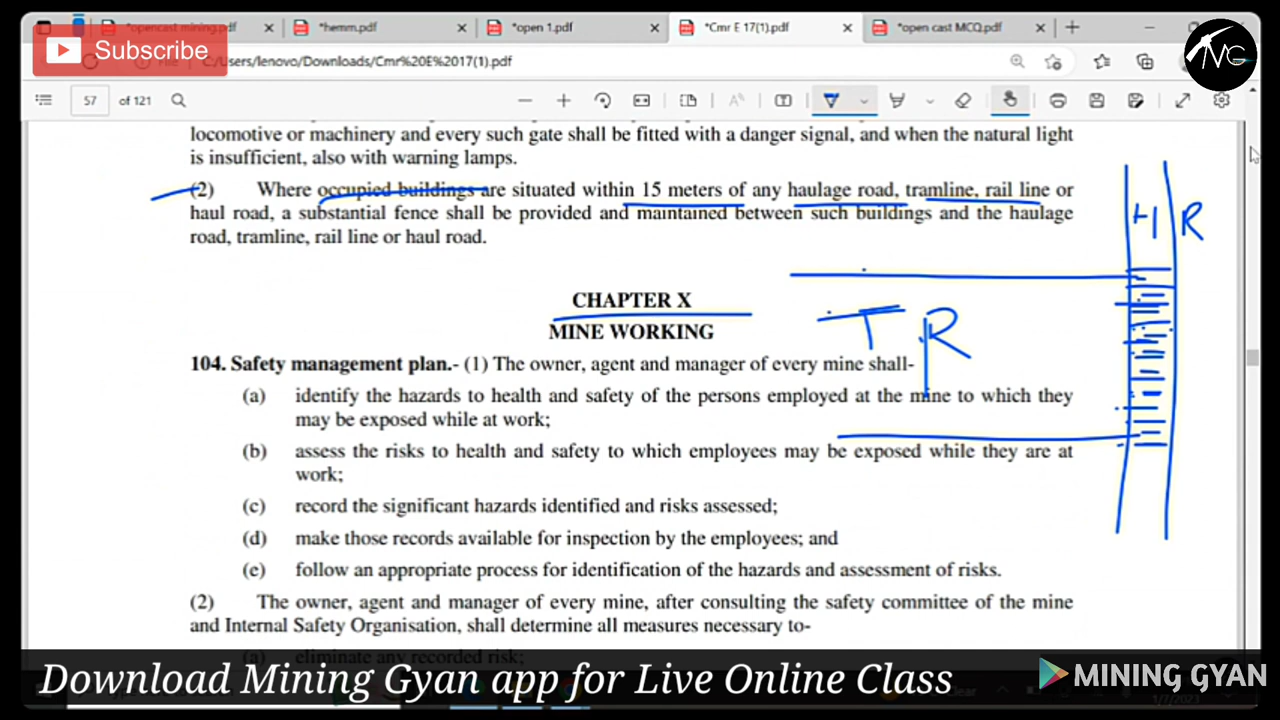 *opencast mining.pdf
*hemm.pdf
*open 1.pdf
*Cmr E 17(1).pdf
*open cast MCQ.pdf
Subscribe
C:/Users/lenovo/Downloads/Cmr%20E%2017(1).pdf
MG
57 of 121
locomotive or machinery and every such gate shall be fitted with a danger signal, and when the natural light
is insufficient, also with warning lamps.
(2) Where occupied buildings are situated within 15 meters of any haulage road, tramline, rail line or
haul road, a substantial fence shall be provided and maintained between such buildings and the haulage
road, tramline, rail line or haul road.
H R
CHAPTER X
T R
MINE WORKING
104. Safety management plan.- (1) The owner, agent and manager of every mine shall-
(a) identify the hazards to health and safety of the persons employed at the mine to which they
may be exposed while at work;
(b) assess the risks to health and safety to which employees may be exposed while they are at
work;
(c) record the significant hazards identified and risks assessed;
(d) make those records available for inspection by the employees; and
(e) follow an appropriate process for identification of the hazards and assessment of risks.
(2) The owner, agent and manager of every mine, after consulting the safety committee of the mine
and Internal Safety Organisation, shall determine all measures necessary to-
(a) eliminate any recorded risk;
Download Mining Gyan app for Live Online Class
MINING GYAN